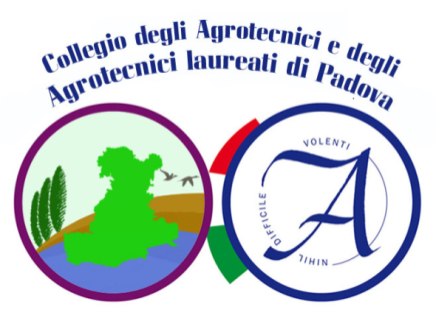 Collegio degli Agrotecnici e degli
Agrotecnici laureati di Padova
VOLENTI
NIHIL DIFFICILE
A